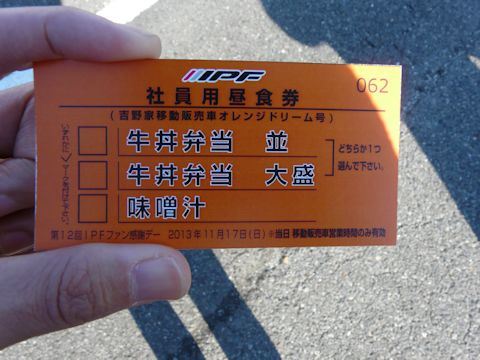 IPF
062
社員用昼食券
(吉野家移動販売車オレンジドリーム号)
牛丼弁当 並
牛丼弁当 大盛
どちらか1つ
選んで下さい。
味噌汁
第12回IPFファン感謝デー 2013年11月17日(日) ※当日 移動販売車営業時間のみ有効